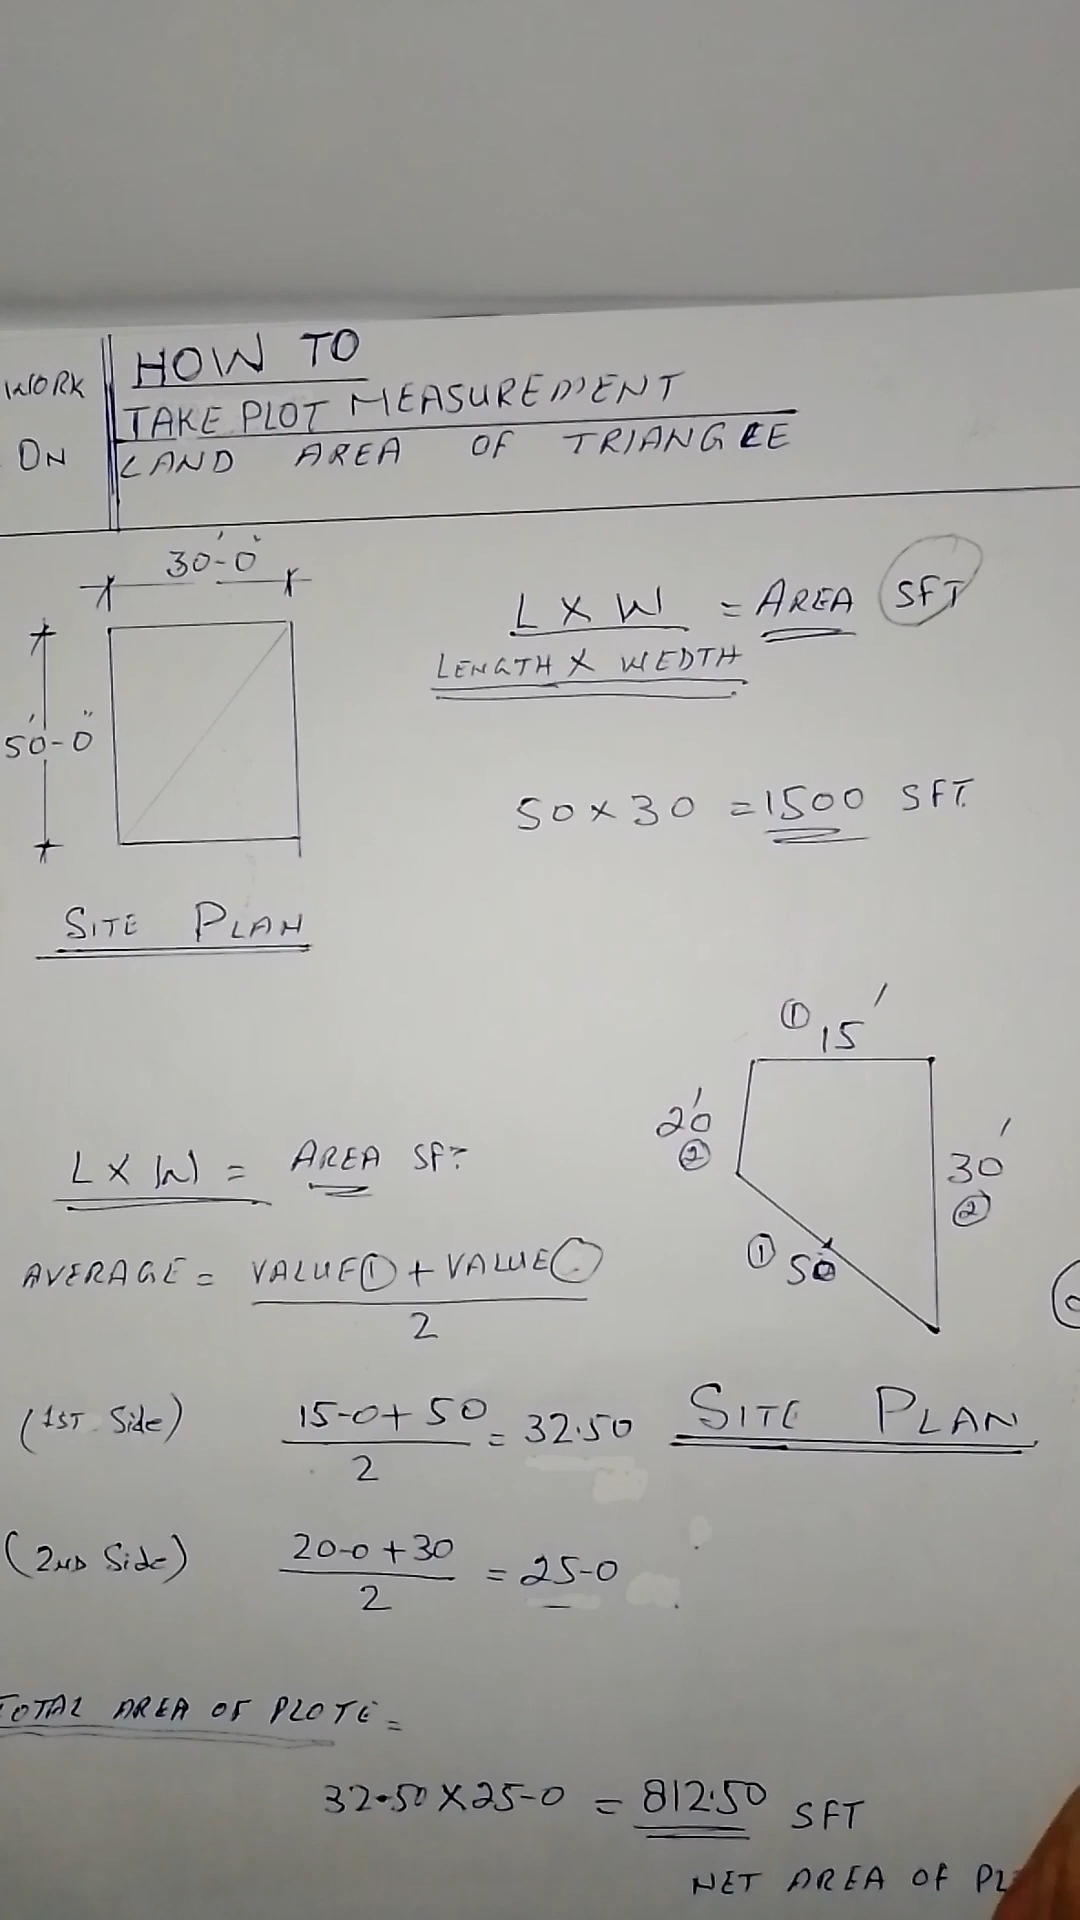 WORK
ON
HOW TO
TAKE PLOT MEASUREMENT
LAND AREA OF TRIANGLE
30'-0"
50'-0"
L X W = AREA SFT
LENGTH X WEDTH
50 x 30 = 1500 SFT.
SITE PLAN
① 15'
20'
②
30'
②
① 50
SITE PLAN
L X W = AREA SFT
AVERAGE = VALUE① + VALUE
2
(1ST Side) 15-0 + 50 = 32.50
2
(2ND Side) 20-0 + 30 = 25-0
2
TOTAL AREA OF PLOTE =
32.50 X 25-0 = 812.50 SFT
NET AREA OF